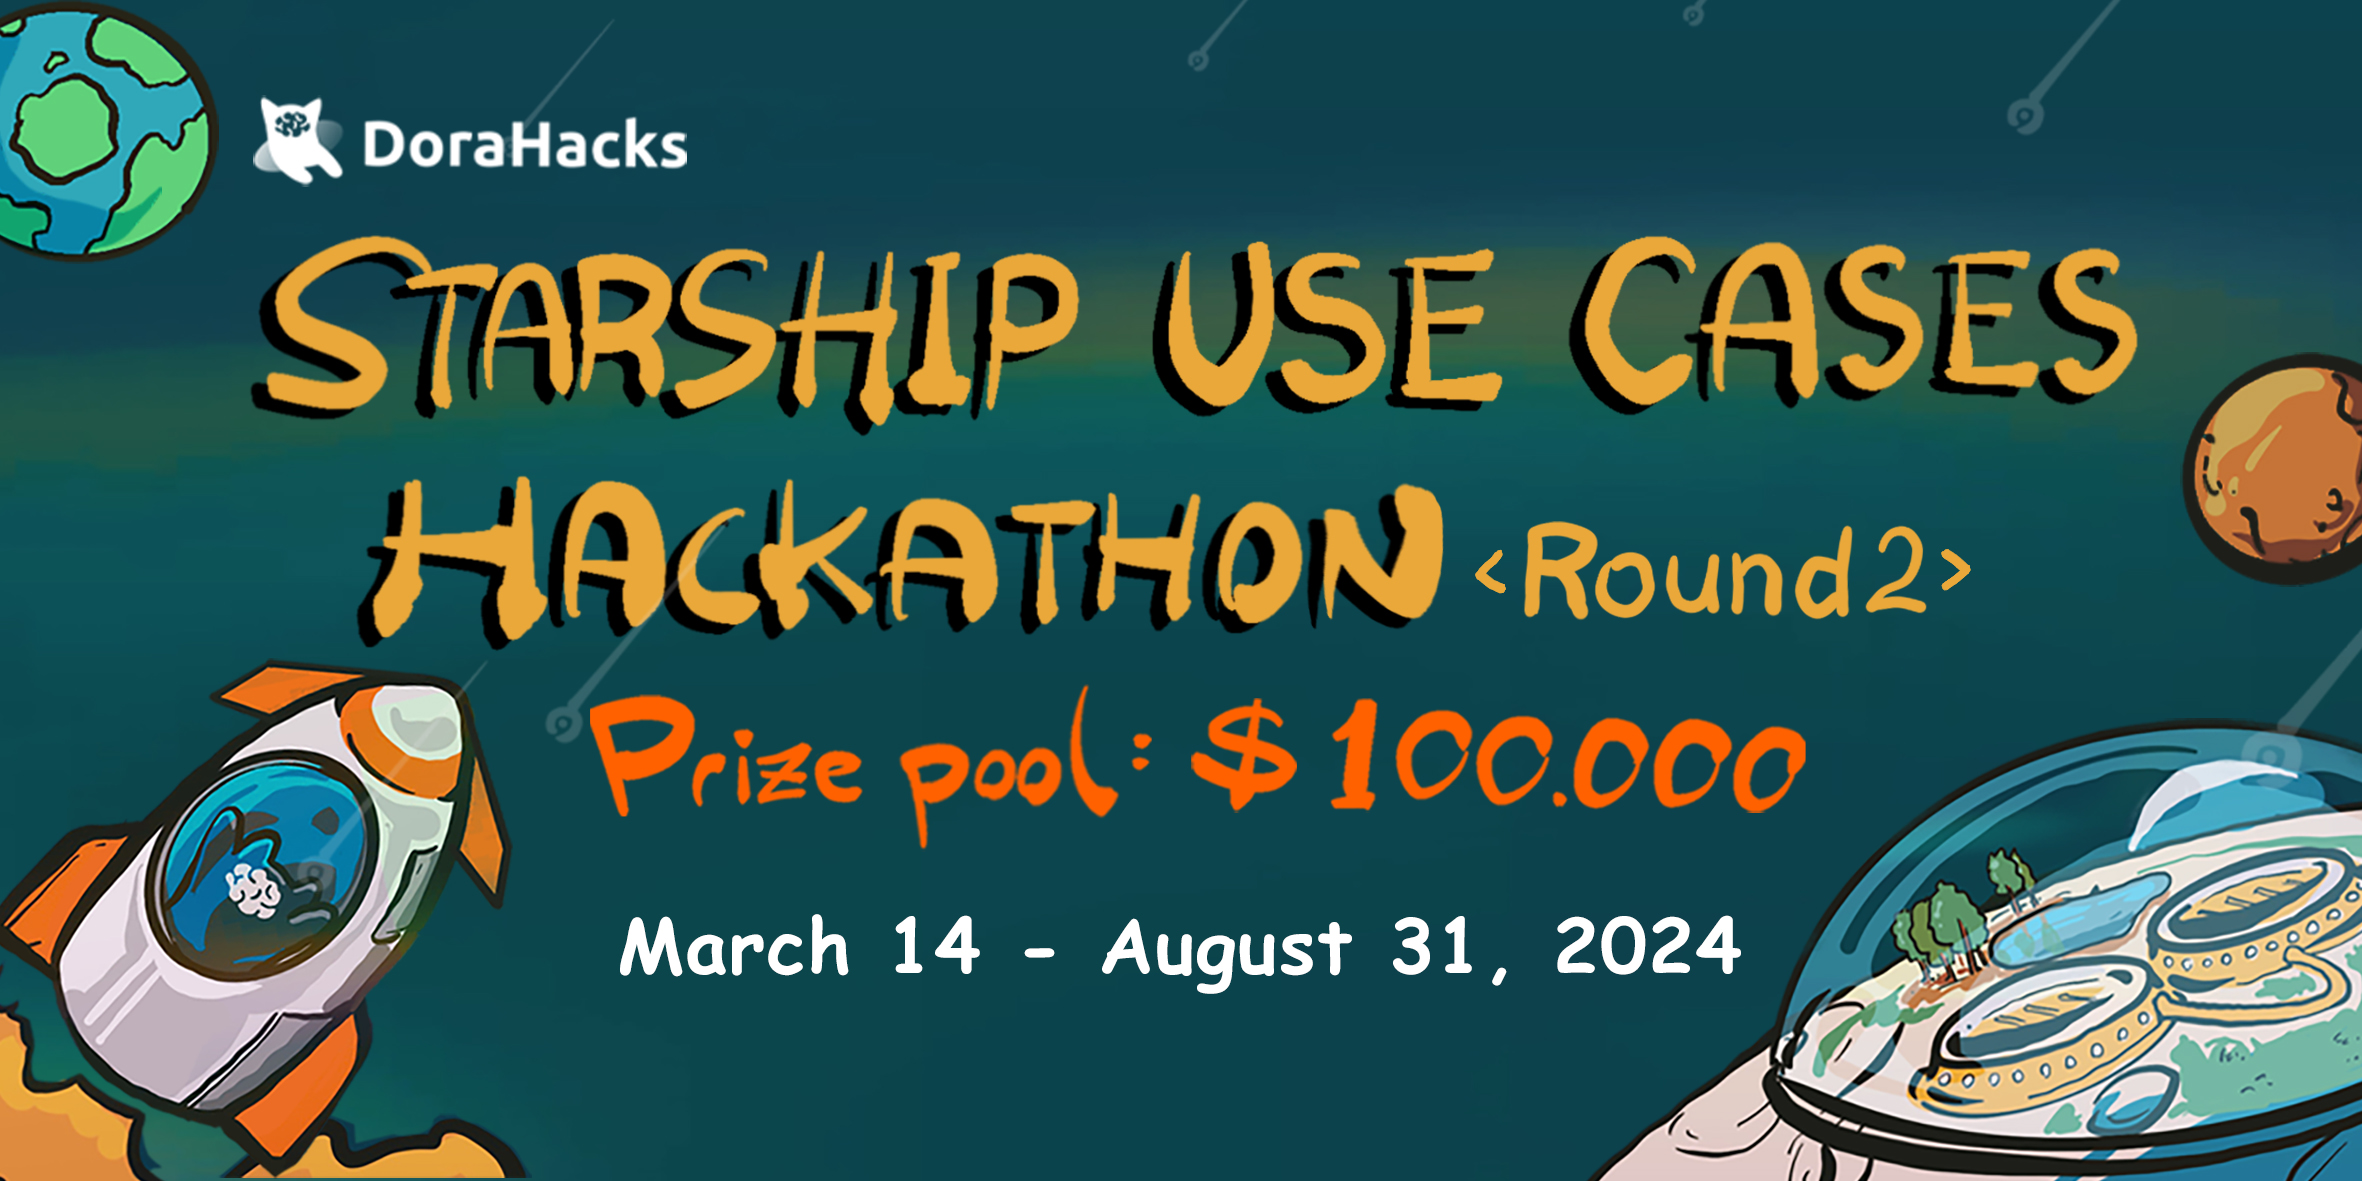 DoraHacks
STARSHIP USE CASES
HACKATHON <Round2>
Prize pool: $100.000
March 14 - August 31, 2024